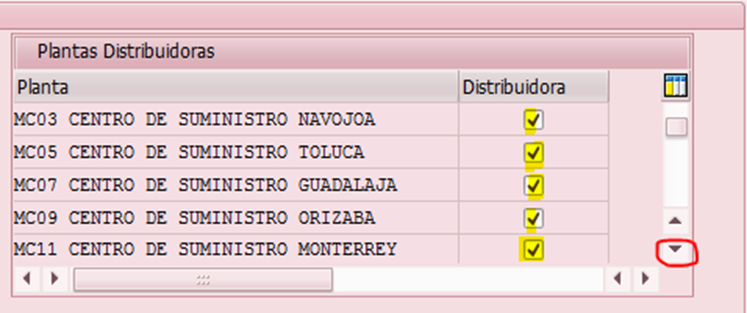 Plantas Distribuidoras
Planta Distribuidora
MC03 CENTRO DE SUMINISTRO NAVOJOA
MC05 CENTRO DE SUMINISTRO TOLUCA
MC07 CENTRO DE SUMINISTRO GUADALAJA
MC09 CENTRO DE SUMINISTRO ORIZABA
MC11 CENTRO DE SUMINISTRO MONTERREY